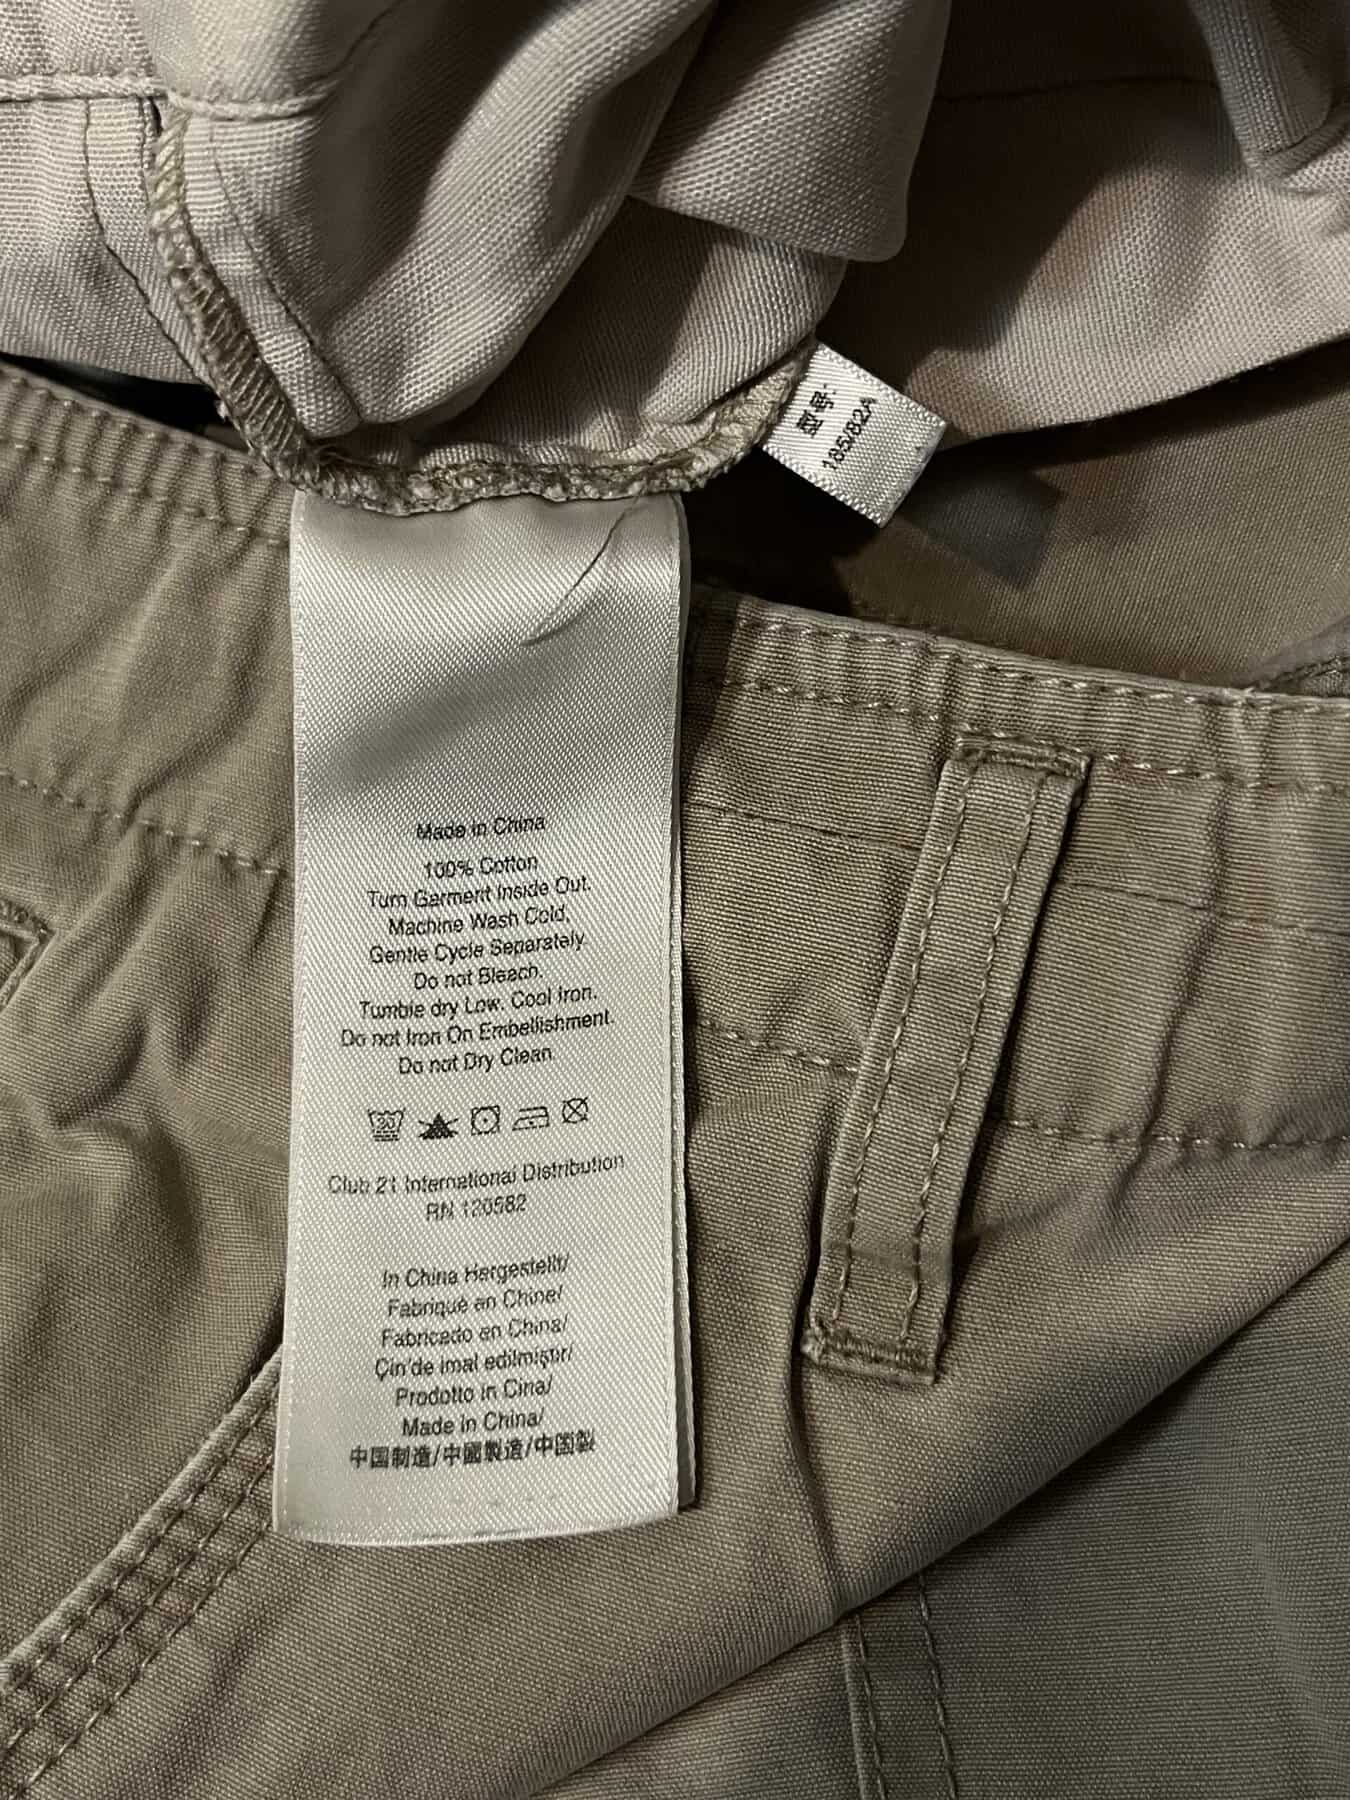 型号:
185/82A
Made in China
100% Cotton
Turn Garment Inside Out.
Machine Wash Cold,
Gentle Cycle Separately.
Do not Bleach.
Tumble dry Low. Cool Iron.
Do not Iron On Embellishment.
Do not Dry Clean
30
Club 21 International Distribution
RN 120582
In China Hergestellt/
Fabriqué en Chine/
Fabricado en China/
Çin'de imal edilmiştir/
Prodotto in Cina/
Made in China/
中国制造/中國製造/中国製